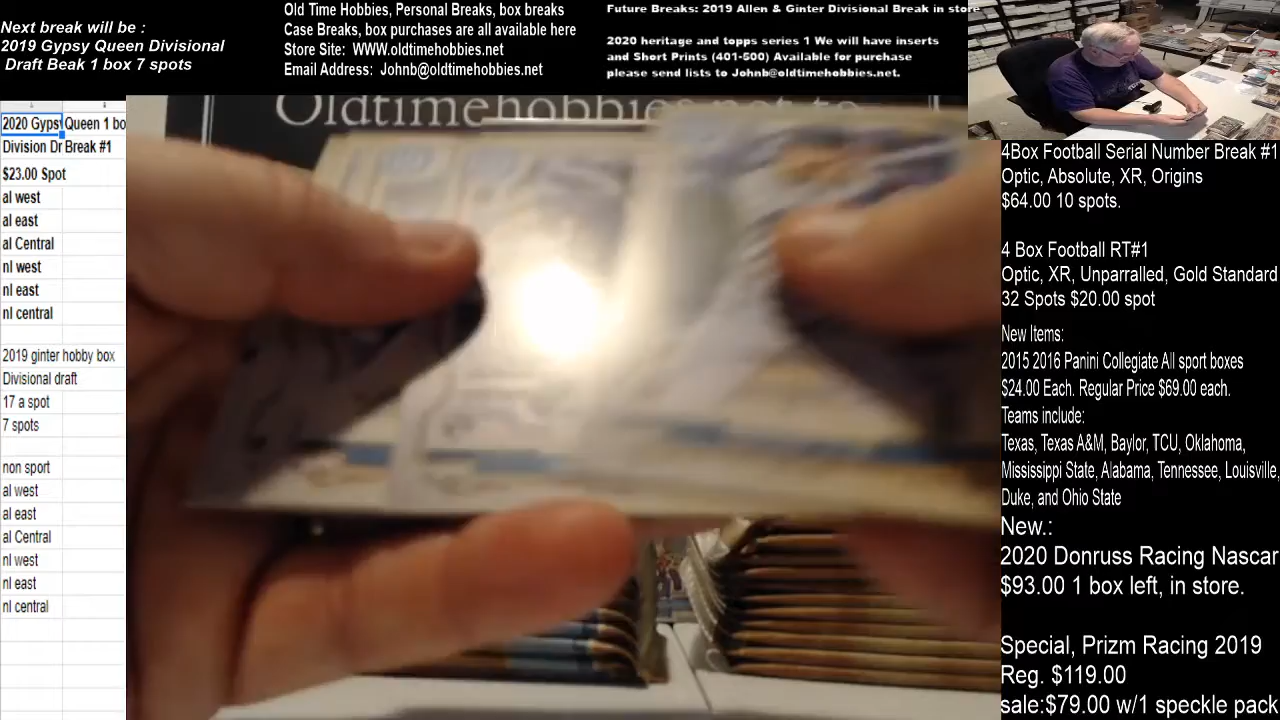 Next break will be :
2019 Gypsy Queen Divisional
Draft Beak 1 box 7 spots
Old Time Hobbies, Personal Breaks, box breaks
Case Breaks, box purchases are all available here
Store Site: WWW.oldtimehobbies.net
Email Address: Johnb@oldtimehobbies.net
Future Breaks: 2019 Allen & Ginter Divisional Break in store
2020 heritage and topps series 1 We will have inserts
and Short Prints (401-500) Available for purchase
please send lists to Johnb@oldtimehobbies.net.
2020 Gyps Queen 1 bo
Division Dr Break #1
$23.00 Spot
al west
al east
al Central
nl west
nl east
nl central
2019 ginter hobby box
Divisional draft
17 a spot
7 spots
non sport
al west
al east
al Central
nl west
nl east
nl central
Oldtimehobbies.net to
4Box Football Serial Number Break #1
Optic, Absolute, XR, Origins
$64.00 10 spots.
4 Box Football RT#1
Optic, XR, Unparralled, Gold Standard
32 Spots $20.00 spot
New Items:
2015 2016 Panini Collegiate All sport boxes
$24.00 Each. Regular Price $69.00 each.
Teams include:
Texas, Texas A&M, Baylor, TCU, Oklahoma,
Mississippi State, Alabama, Tennessee, Louisville,
Duke, and Ohio State
New.:
2020 Donruss Racing Nascar
$93.00 1 box left, in store.
Special, Prizm Racing 2019
Reg. $119.00
sale:$79.00 w/1 speckle pack